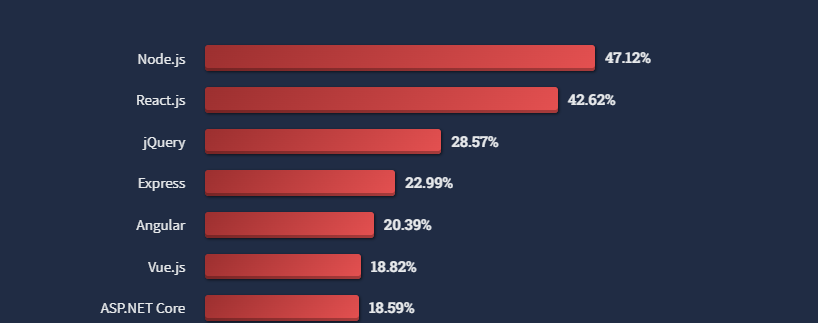 Node.js 47.12%
React.js 42.62%
jQuery 28.57%
Express 22.99%
Angular 20.39%
Vue.js 18.82%
ASP.NET Core 18.59%